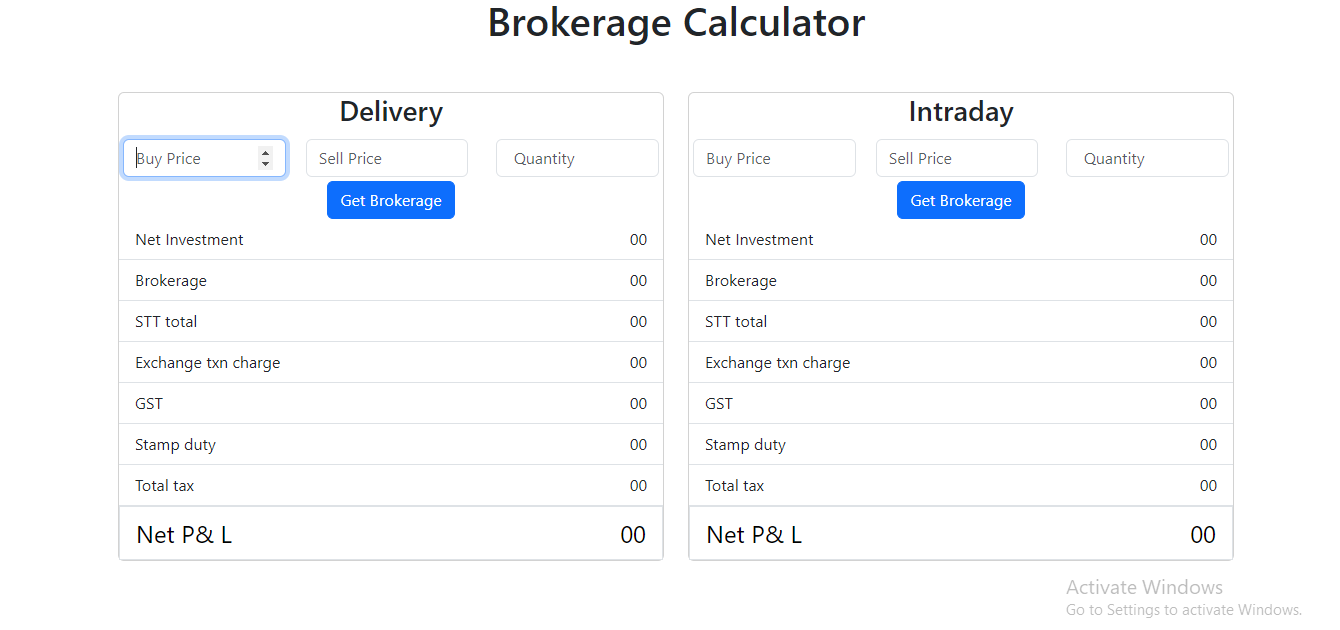 Brokerage Calculator
Delivery
Buy Price Sell Price Quantity
Get Brokerage
Net Investment 00
Brokerage 00
STT total 00
Exchange txn charge 00
GST 00
Stamp duty 00
Total tax 00
Net P& L 00
Intraday
Buy Price Sell Price Quantity
Get Brokerage
Net Investment 00
Brokerage 00
STT total 00
Exchange txn charge 00
GST 00
Stamp duty 00
Total tax 00
Net P& L 00
Activate Windows
Go to Settings to activate Windows.